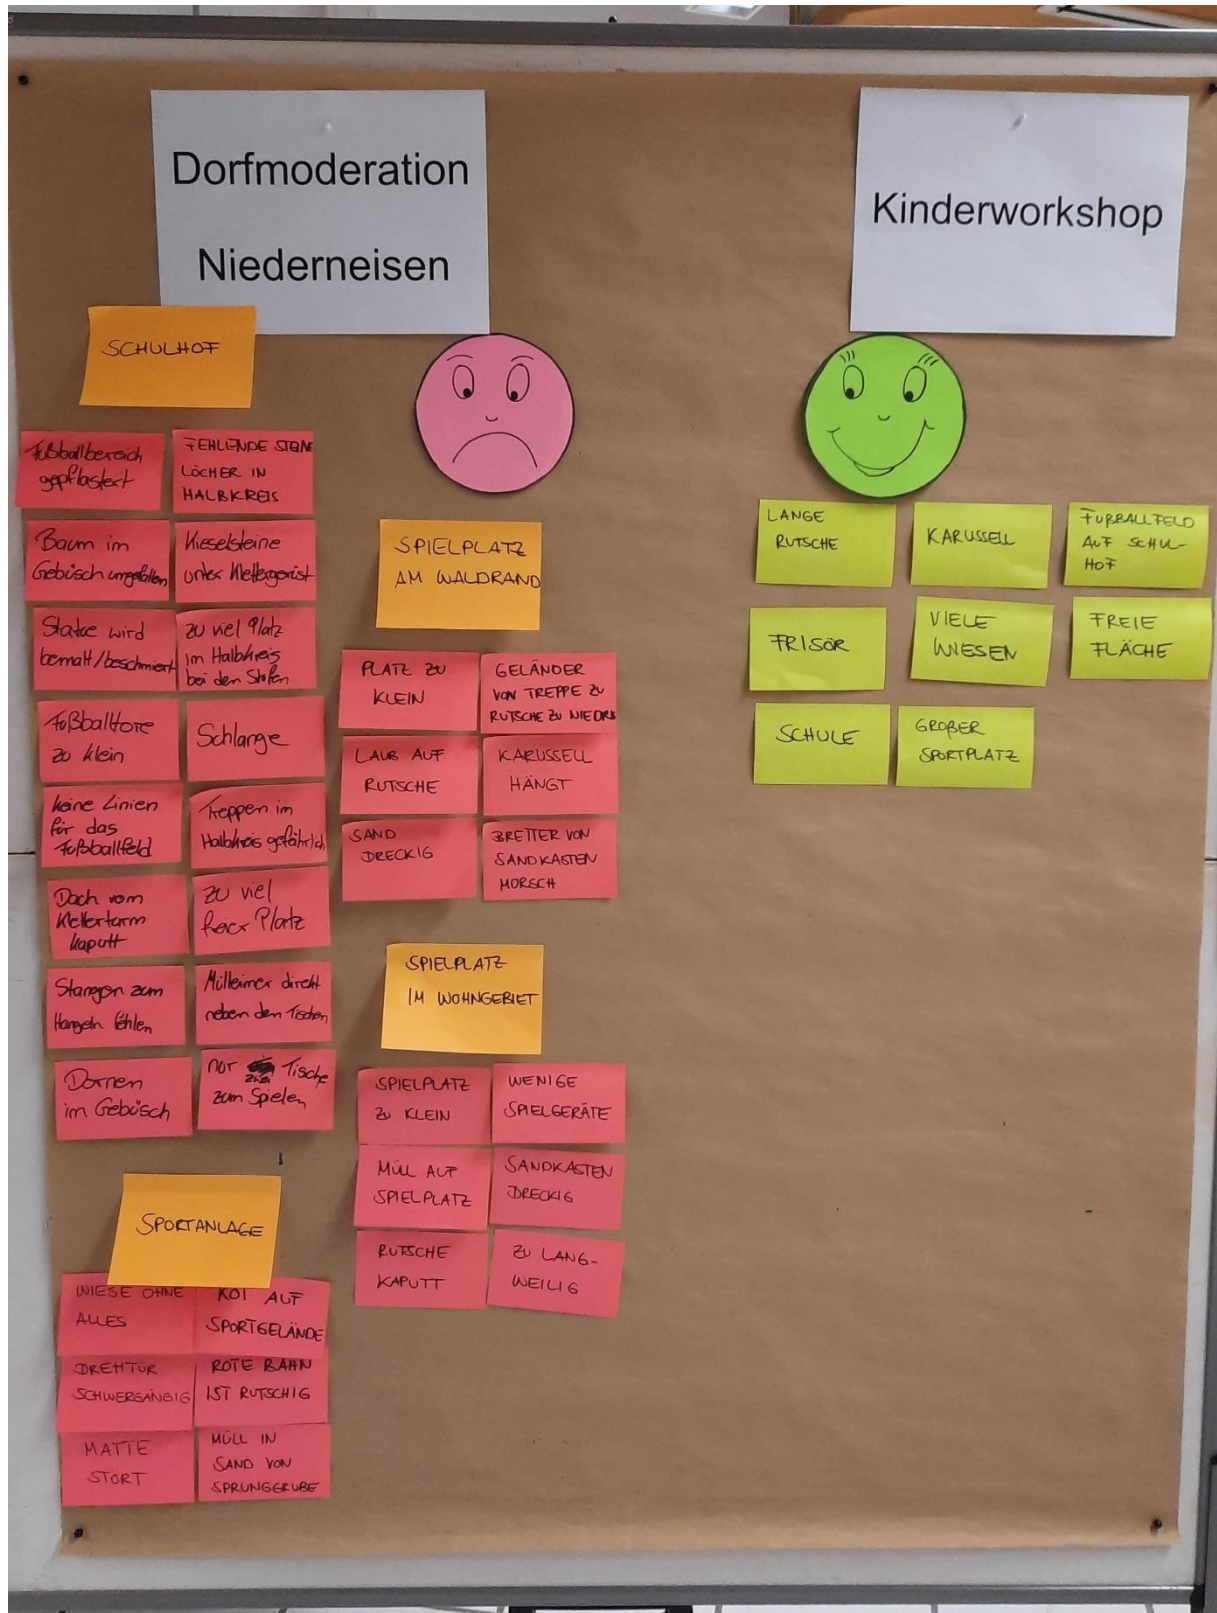 Dorfmoderation
Niederneisen
Kinderworkshop
SCHULHOF
Fußballbereich
gepflastert
FEHLENDE STEINE
LÖCHER IN
HALBKREIS
Baum im
Gebüsch umgefallen
Kieselsteine
unter Klettergerüst
Statue wird
bemalt/beschmiert
zu viel Platz
im Halbkreis
bei den Stufen
Fußballtore
zu klein
Schlange
keine Linien
für das
Fußballfeld
Treppen im
Halbkreis gefährlich
Dach vom
Kletterturm
kaputt
zu viel
freier Platz
Stangen zum
Hangeln fehlen
Mülleimer direkt
neben den Tischen
Dornen
im Gebüsch
nur zwei Tische
zum Spielen
SPORTANLAGE
WIESE OHNE
ALLES
KOT AUF
SPORTGELÄNDE
DREHTÜR
SCHWERGÄNGIG
ROTE BAHN
IST RUTSCHIG
MATTE
STÖRT
MÜLL IN
SAND VON
SPRUNGGRUBE
SPIELPLATZ
AM WALDRAND
PLATZ ZU
KLEIN
GELÄNDER
VON TREPPE ZU
RUTSCHE ZU NIEDRIG
LAUB AUF
RUTSCHE
KARUSSELL
HÄNGT
SAND
DRECKIG
BRETTER VON
SANDKASTEN
MORSCH
SPIELPLATZ
IM WOHNGEBIET
SPIELPLATZ
ZU KLEIN
WENIGE
SPIELGERÄTE
MÜLL AUF
SPIELPLATZ
SANDKASTEN
DRECKIG
RUTSCHE
KAPUTT
ZU LANG-
WEILIG
LANGE
RUTSCHE
KARUSSELL
FUßBALLFELD
AUF SCHUL-
HOF
FRISÖR
VIELE
WIESEN
FREIE
FLÄCHE
SCHULE
GROßER
SPORTPLATZ